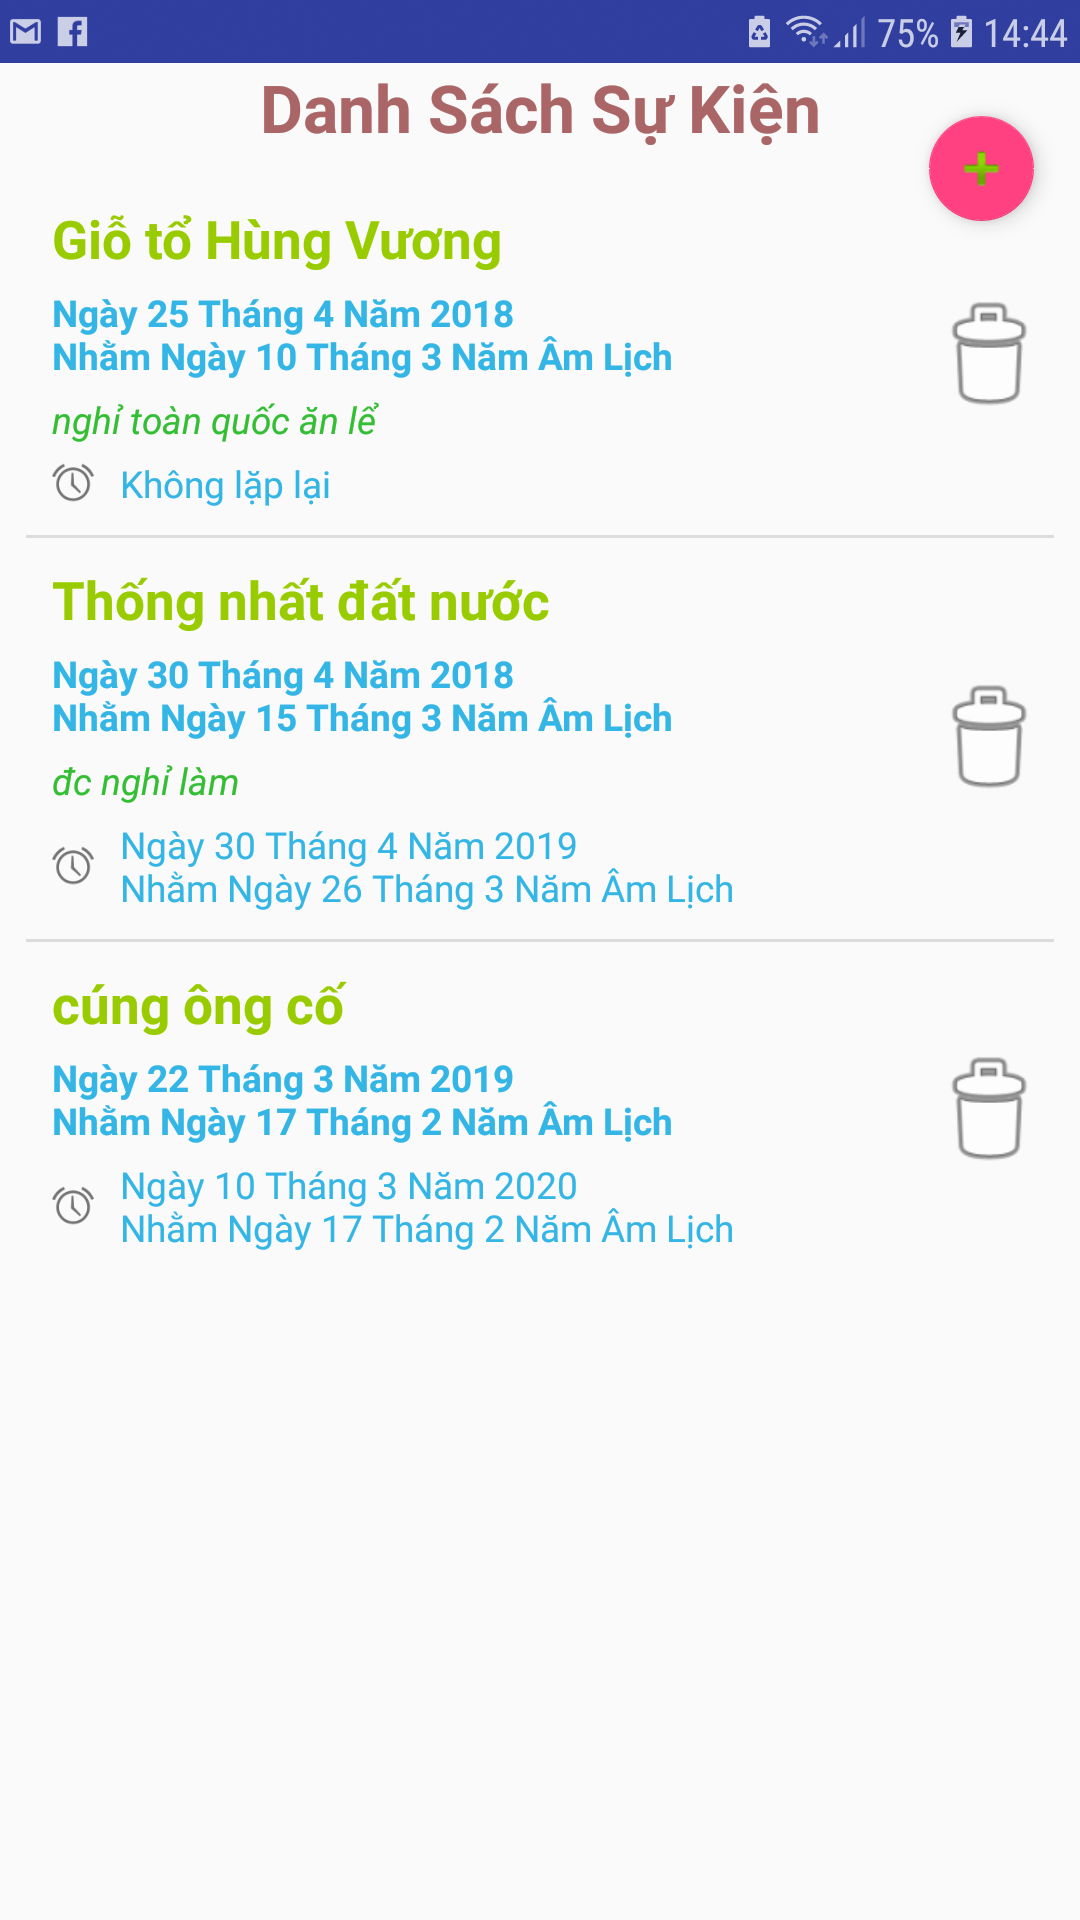 75% 14:44
Danh Sách Sự Kiện
+
Giỗ tổ Hùng Vương
Ngày 25 Tháng 4 Năm 2018
Nhằm Ngày 10 Tháng 3 Năm Âm Lịch
nghỉ toàn quốc ăn lể
Không lặp lại
Thống nhất đất nước
Ngày 30 Tháng 4 Năm 2018
Nhằm Ngày 15 Tháng 3 Năm Âm Lịch
đc nghỉ làm
Ngày 30 Tháng 4 Năm 2019
Nhằm Ngày 26 Tháng 3 Năm Âm Lịch
cúng ông cố
Ngày 22 Tháng 3 Năm 2019
Nhằm Ngày 17 Tháng 2 Năm Âm Lịch
Ngày 10 Tháng 3 Năm 2020
Nhằm Ngày 17 Tháng 2 Năm Âm Lịch